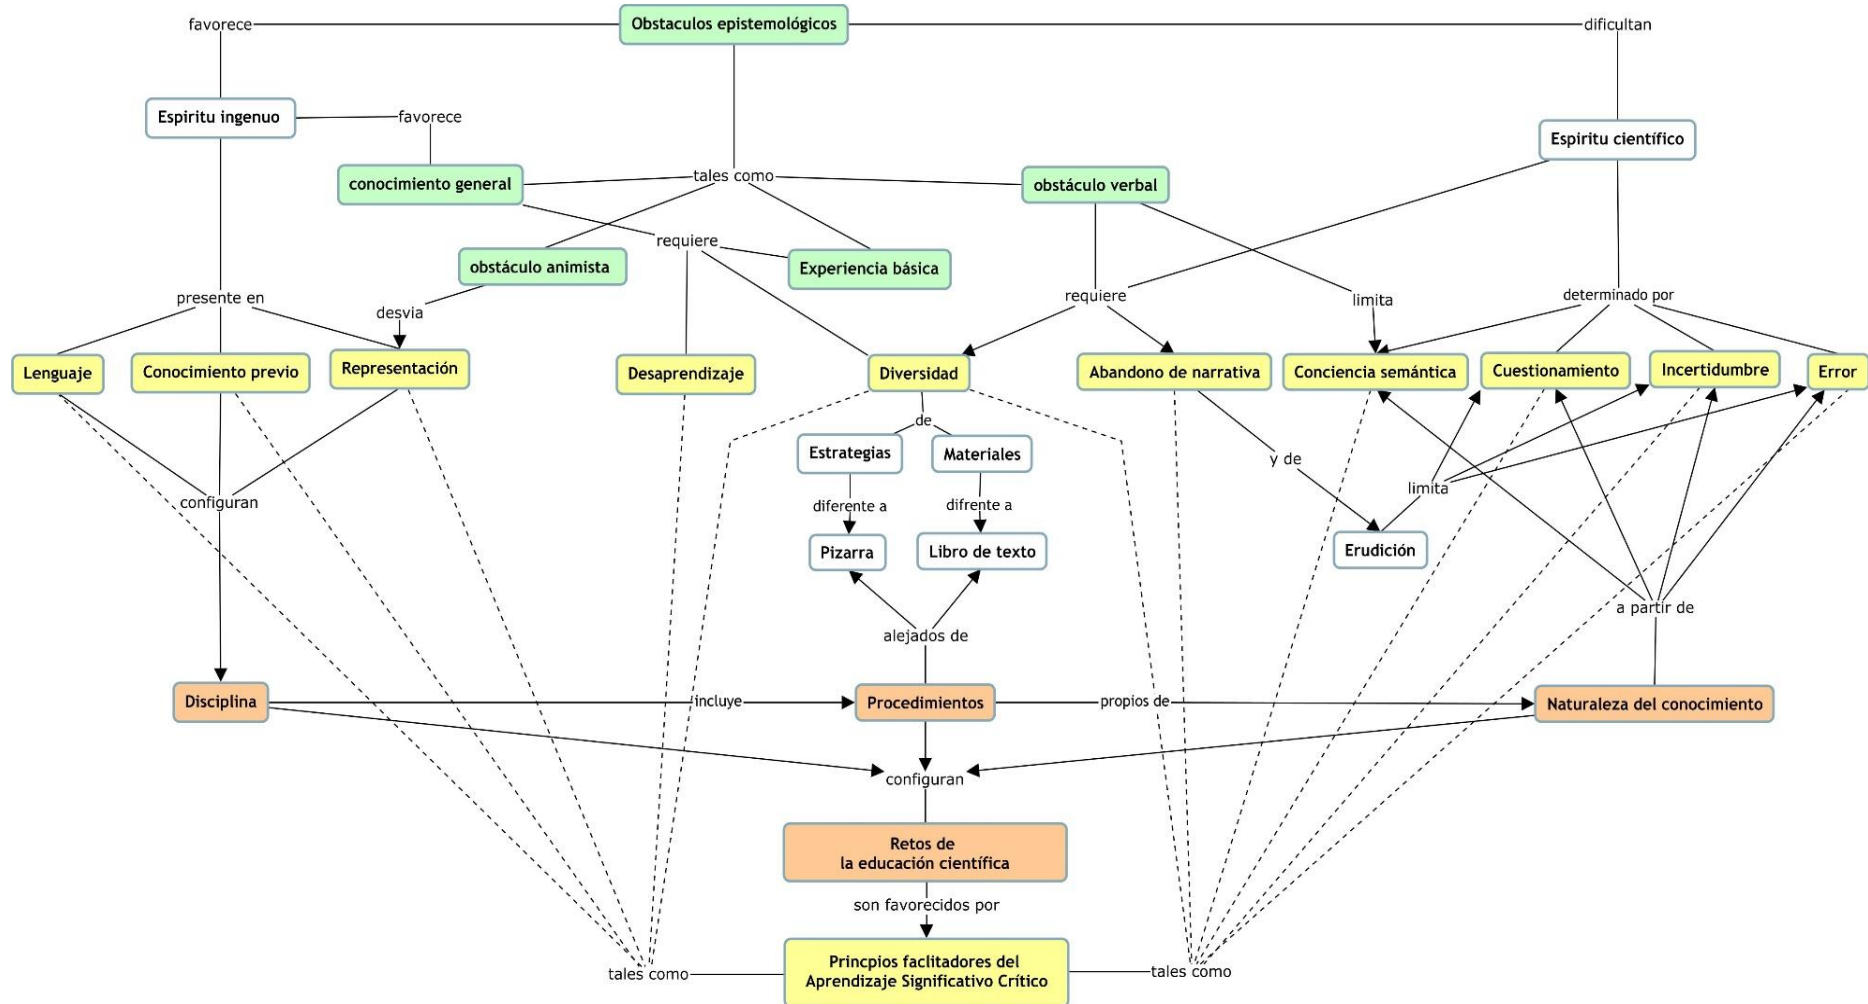 favorece
Obstaculos epistemológicos
dificultan
Espiritu ingenuo
favorece
Espiritu científico
conocimiento general
tales como
obstáculo verbal
requiere
obstáculo animista
Experiencia básica
presente en
desvia
requiere
limita
determinado por
Lenguaje
Conocimiento previo
Representación
Desaprendizaje
Diversidad
Abandono de narrativa
Conciencia semántica
Cuestionamiento
Incertidumbre
Error
de
Estrategias
Materiales
y de
configuran
diferente a
difrente a
limita
Pizarra
Libro de texto
Erudición
alejados de
a partir de
Disciplina
incluye
Procedimientos
propios de
Naturaleza del conocimiento
configuran
Retos de
la educación científica
son favorecidos por
tales como
Princpios faclitadores del
Aprendizaje Significativo Crítico
tales como